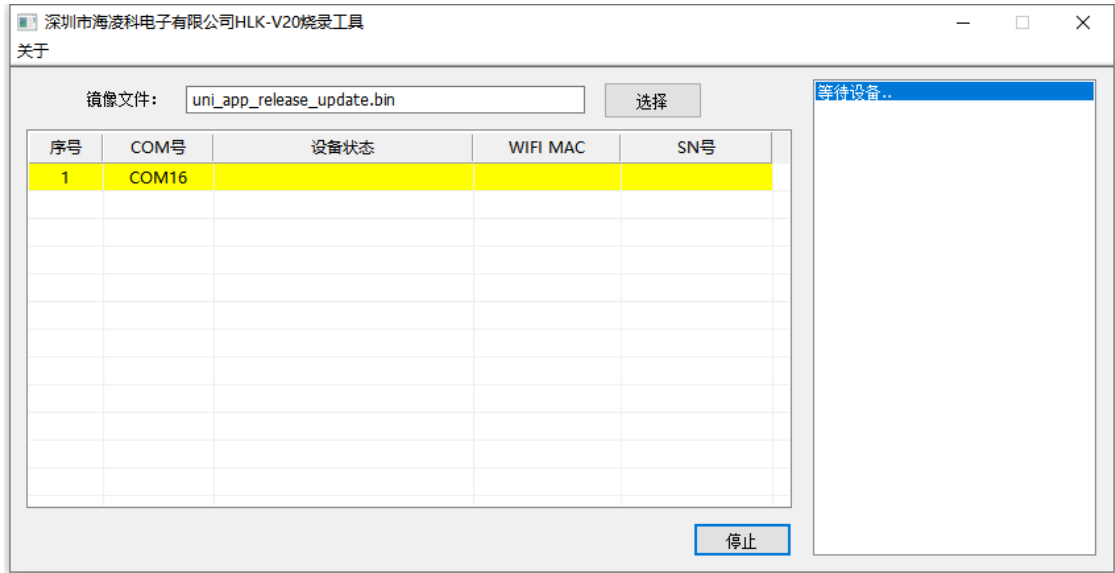 深圳市海凌科电子有限公司HLK-V20烧录工具
关于
镜像文件： uni_app_release_update.bin 选择
等待设备..
序号 COM号 设备状态 WIFI MAC SN号
1 COM16
停止